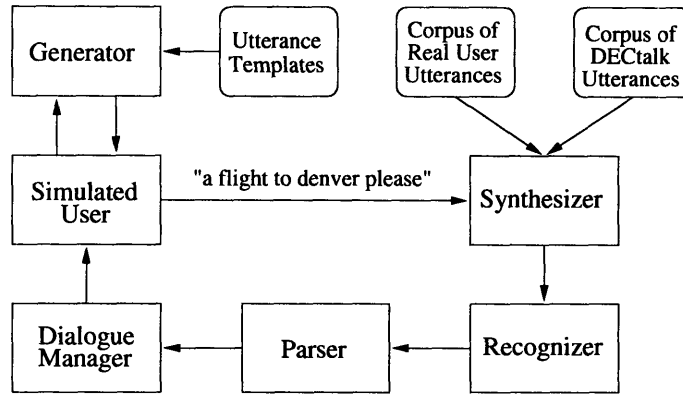 Generator
Utterance
Templates
Corpus of
Real User
Utterances
Corpus of
DECtalk
Utterances
Simulated
User
"a flight to denver please"
Synthesizer
Dialogue
Manager
Parser
Recognizer